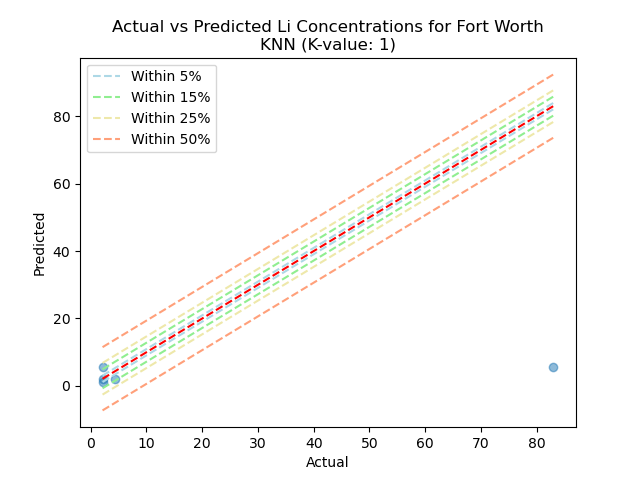 Actual vs Predicted Li Concentrations for Fort Worth
KNN (K-value: 1)
Within 5%
Within 15%
Within 25%
Within 50%
80
60
40
20
0
Predicted
0 10 20 30 40 50 60 70 80
Actual